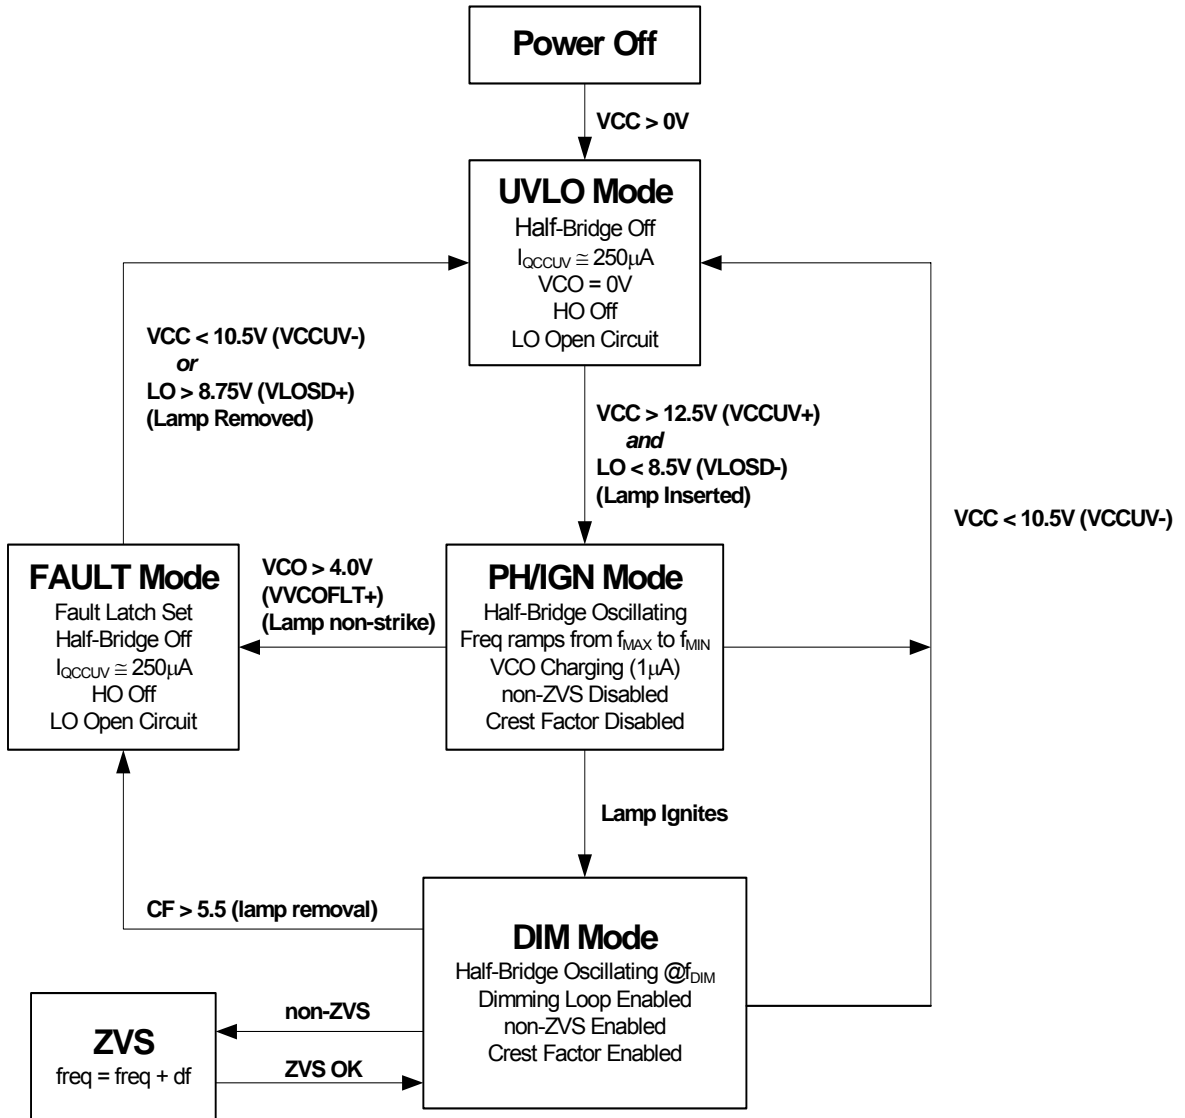 Power Off
VCC > 0V
UVLO Mode
Half-Bridge Off
IQCCUV ≅ 250µA
VCO = 0V
HO Off
LO Open Circuit
VCC < 10.5V (VCCUV-)
or
LO > 8.75V (VLOSD+)
(Lamp Removed)
VCC > 12.5V (VCCUV+)
and
LO < 8.5V (VLOSD-)
(Lamp Inserted)
VCC < 10.5V (VCCUV-)
FAULT Mode
Fault Latch Set
Half-Bridge Off
IQCCUV ≅ 250µA
HO Off
LO Open Circuit
VCO > 4.0V
(VVCOFLT+)
(Lamp non-strike)
PH/IGN Mode
Half-Bridge Oscillating
Freq ramps from fMAX to fMIN
VCO Charging (1µA)
non-ZVS Disabled
Crest Factor Disabled
Lamp Ignites
CF > 5.5 (lamp removal)
DIM Mode
Half-Bridge Oscillating @fDIM
Dimming Loop Enabled
non-ZVS Enabled
Crest Factor Enabled
non-ZVS
ZVS OK
ZVS
freq = freq + df